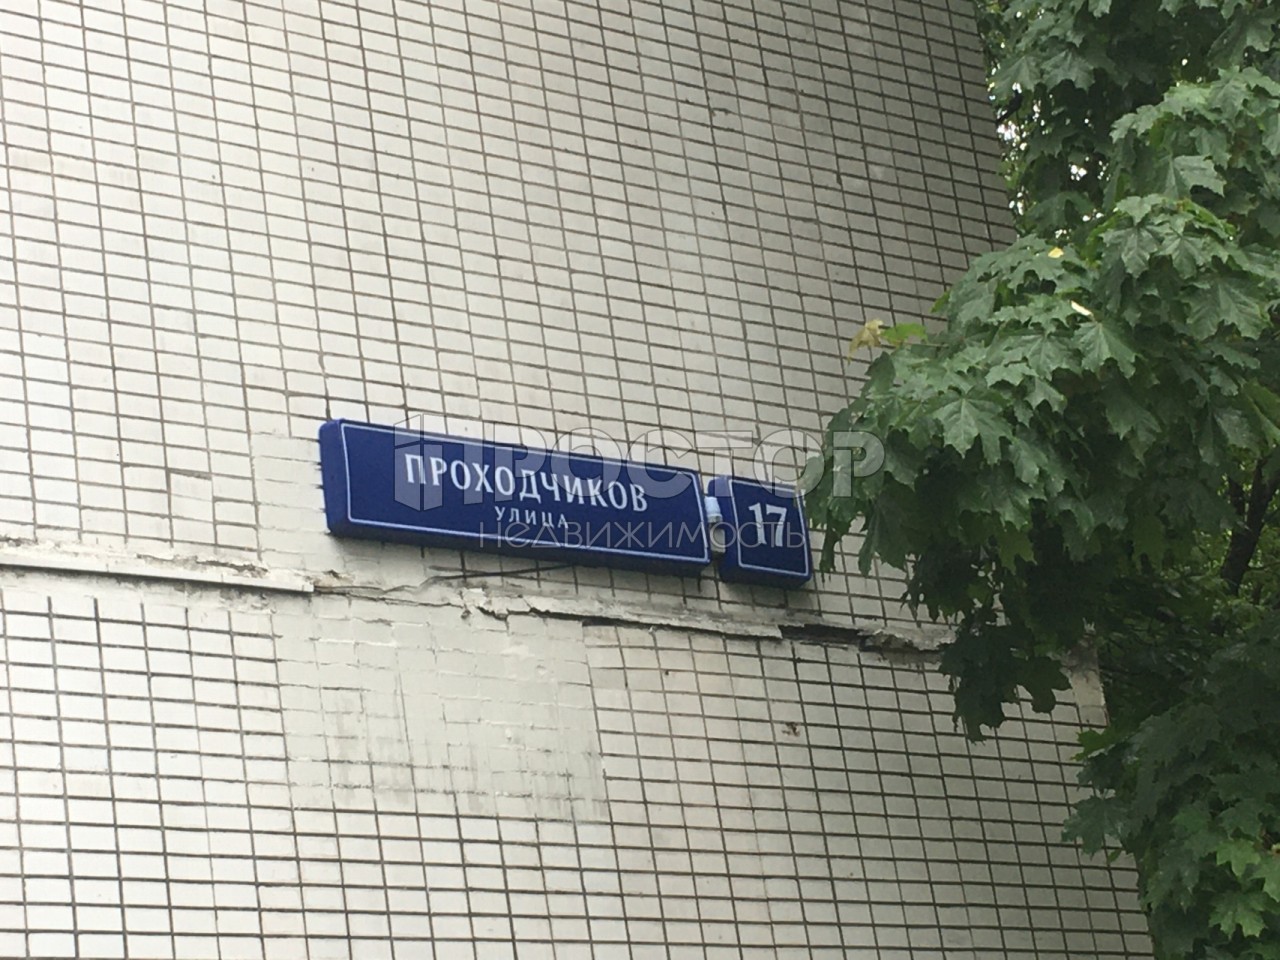 ПРОХОДЧИКОВ
УЛИЦА
17
ПРОСТОР
недвижимость